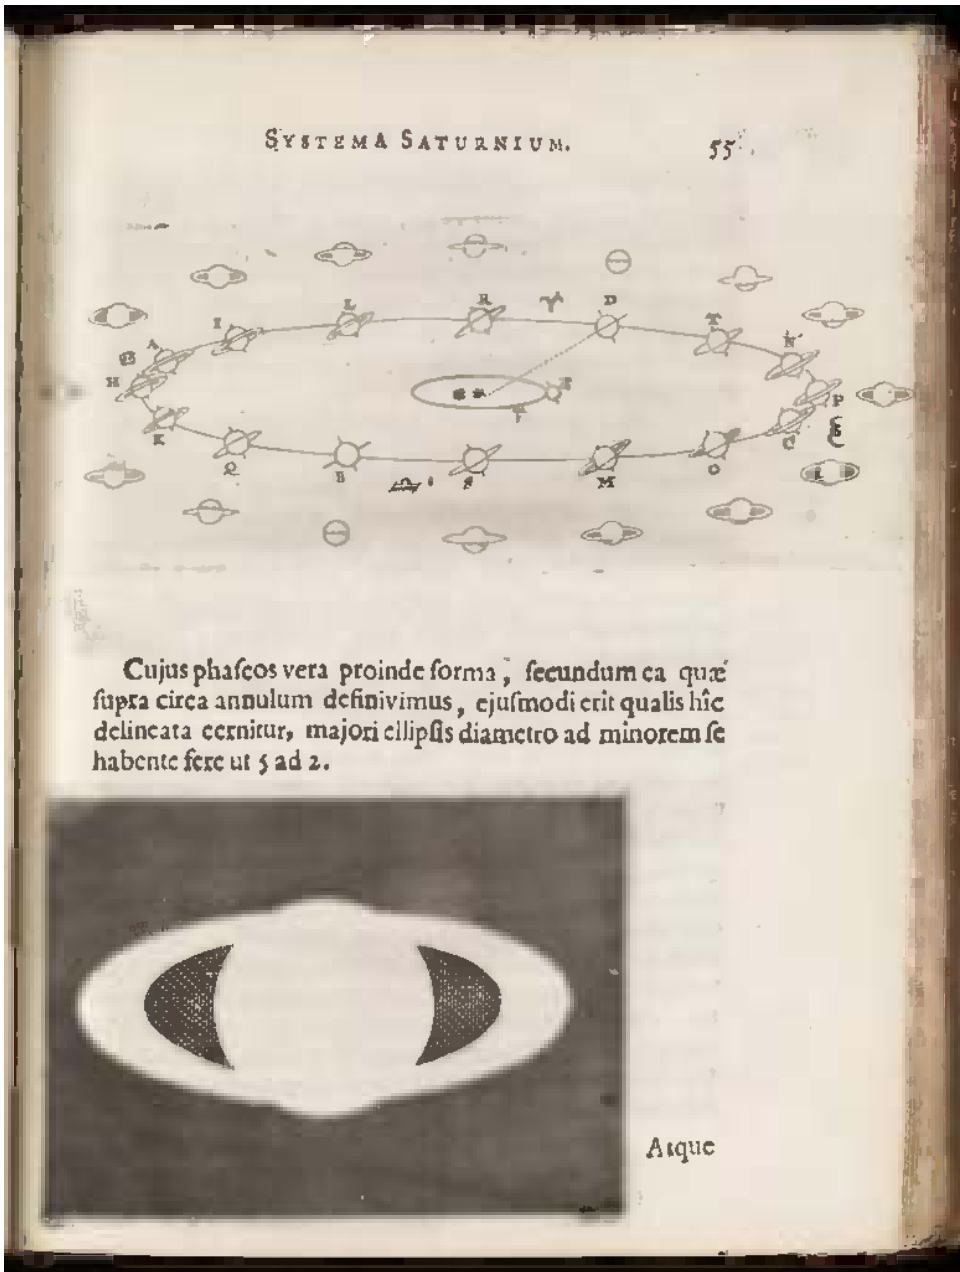 SYSTEMA SATURNIUM. 55
R D
L T
I N
A
H P
K
Q B S M O
Cujus phaſeos vera proinde forma, ſecundum ea quæ
ſupra circa annulum definivimus, ejuſmodi erit qualis hîc
delineata cernitur, majori ellipſis diametro ad minorem ſe
habente fere ut 5 ad 2.
Atque